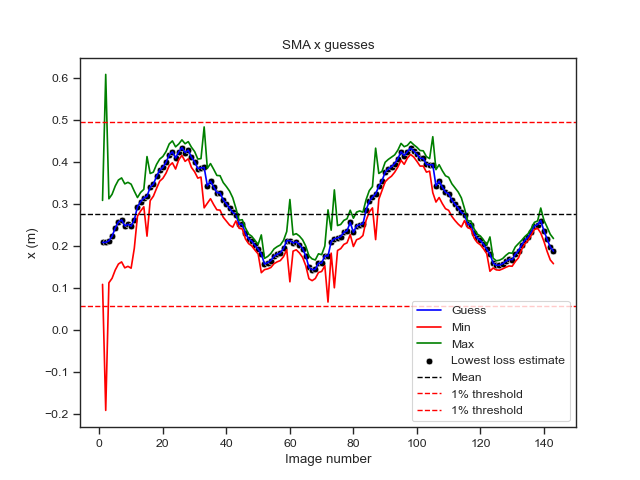 SMA x guesses
x (m)
0.6
0.5
0.4
0.3
0.2
0.1
0.0
−0.1
−0.2
0 20 40 60 80 100 120 140
Image number
Guess
Min
Max
Lowest loss estimate
Mean
1% threshold
1% threshold